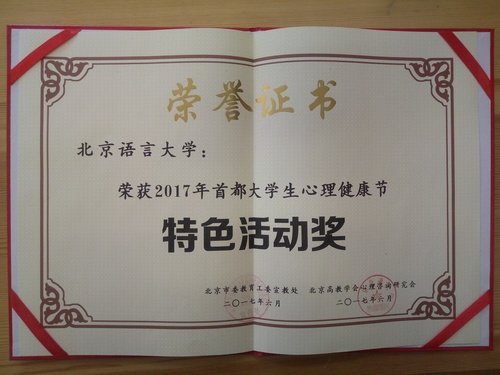 荣誉证书
北京语言大学：
荣获2017年首都大学生心理健康节
特色活动奖
北京市委教育工委宣教处 北京高教学会心理咨询研究会
二〇一七年六月 二〇一七年六月